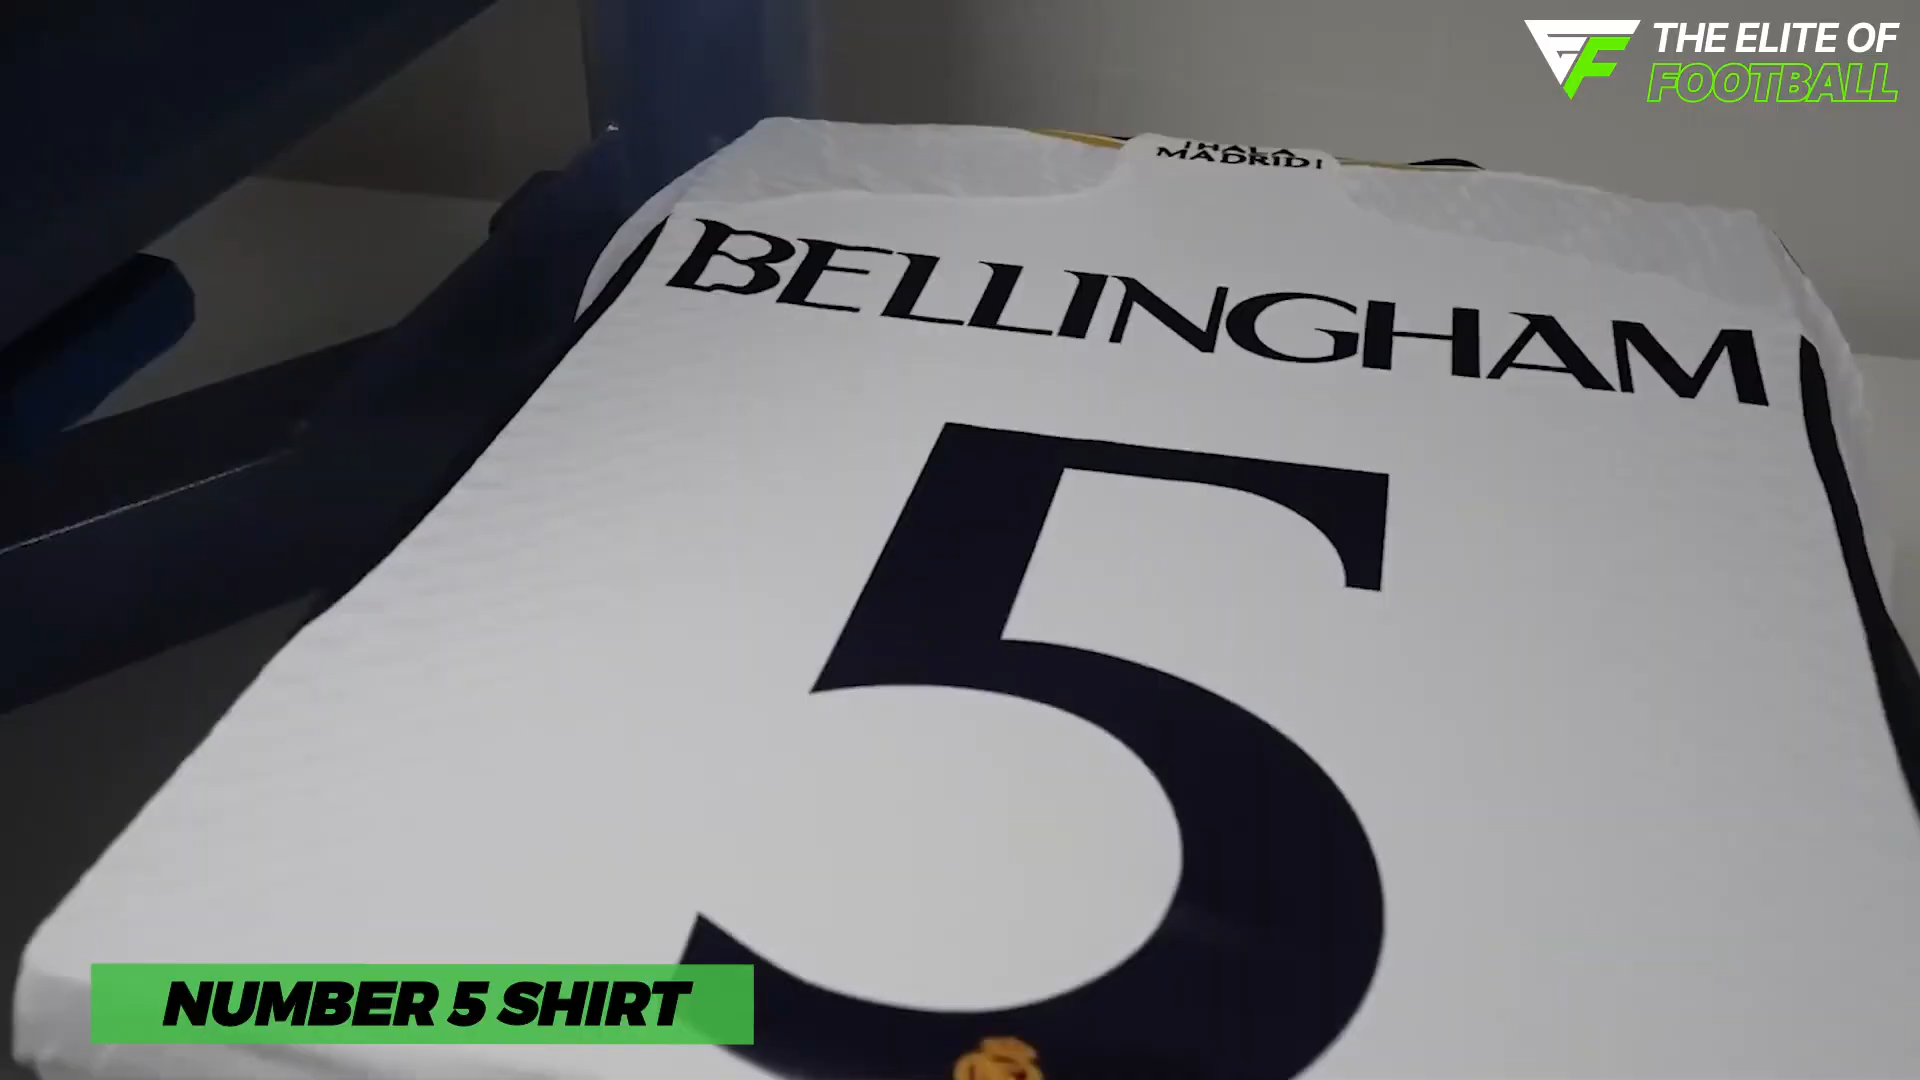 THE ELITE OF
FOOTBALL
¡HALA
MADRID!
BELLINGHAM
5
NUMBER 5 SHIRT